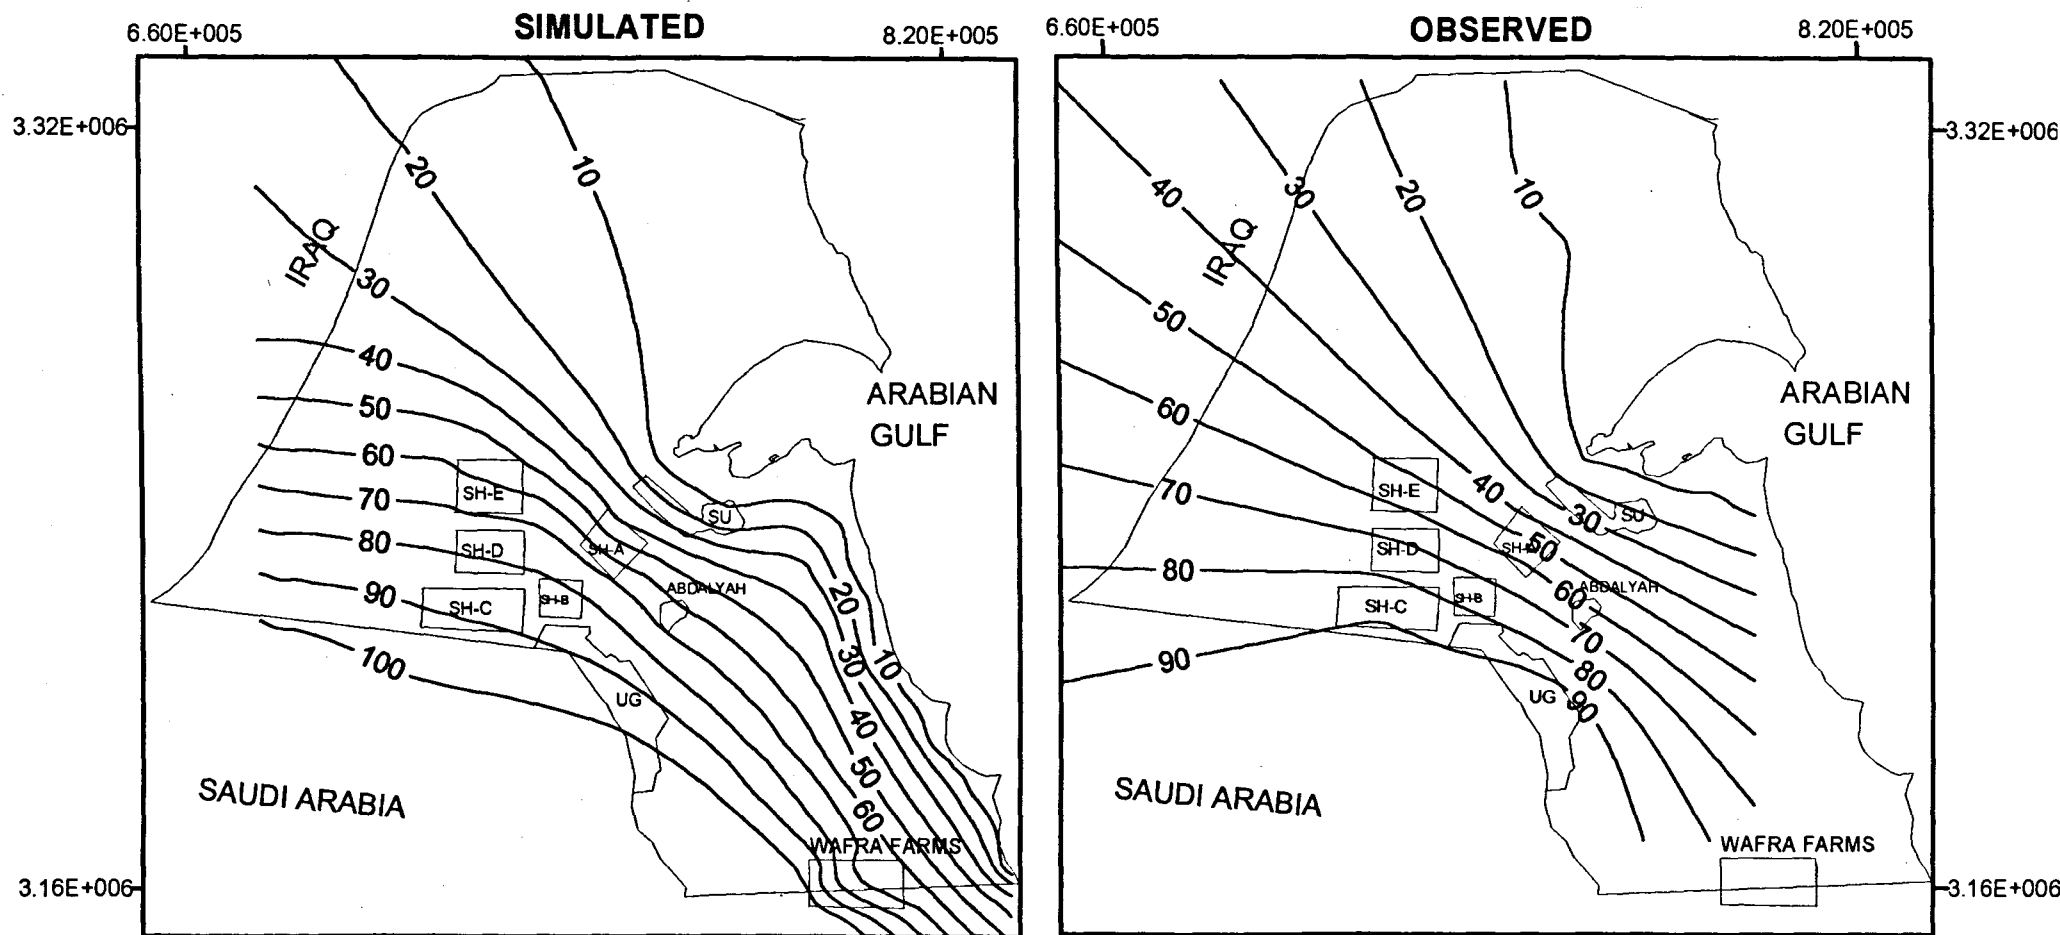 SIMULATED
6.60E+005
8.20E+005
3.32E+006
20
10
IRAQ
30
40
ARABIAN
GULF
50
60
SH-E
70
SU
80
SH-D
SH-A
ABDALYAH
90
SH-C
SH-B
20
100
30
10
UG
40
50
SAUDI ARABIA
60
WAFRA FARMS
3.16E+006
OBSERVED
6.60E+005
8.20E+005
3.32E+006
40
30
20
10
IRAQ
50
ARABIAN
GULF
60
70
SH-E
40
30
SU
50
80
SH-D
ABDALYAH
60
SH-C
SH-B
70
90
80
UG
90
SAUDI ARABIA
WAFRA FARMS
3.16E+006